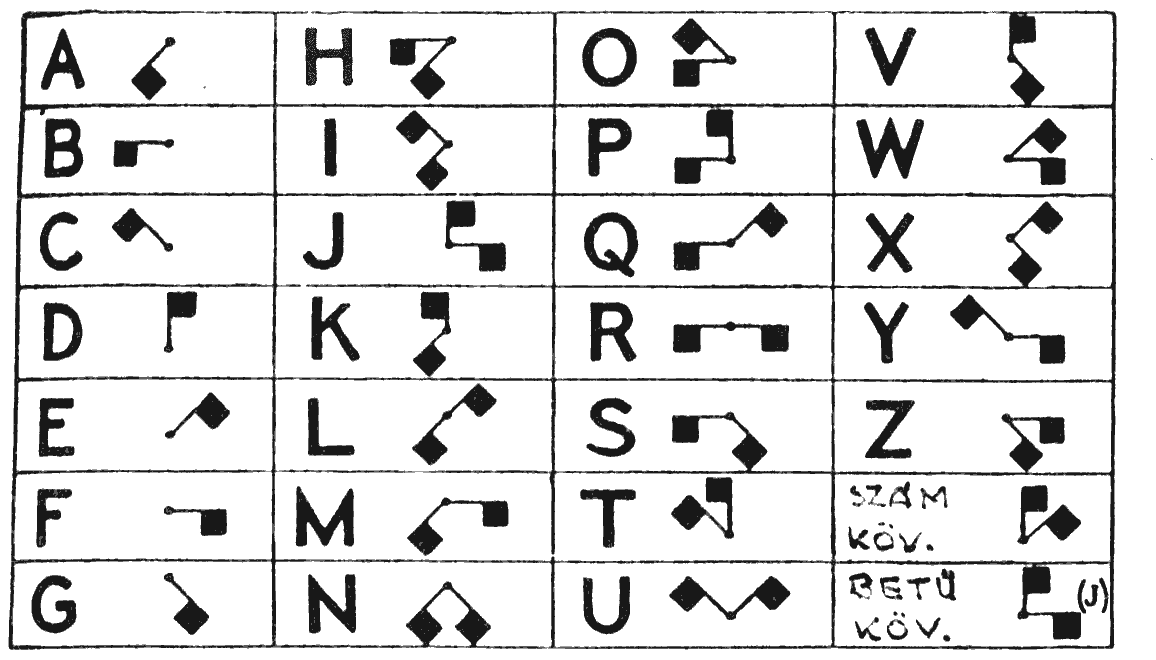 A H O V
B I P W
C J Q X
D K R Y
E L S Z
F M T SZÁM
KÖV.
G N U BETŰ (J)
KÖV.